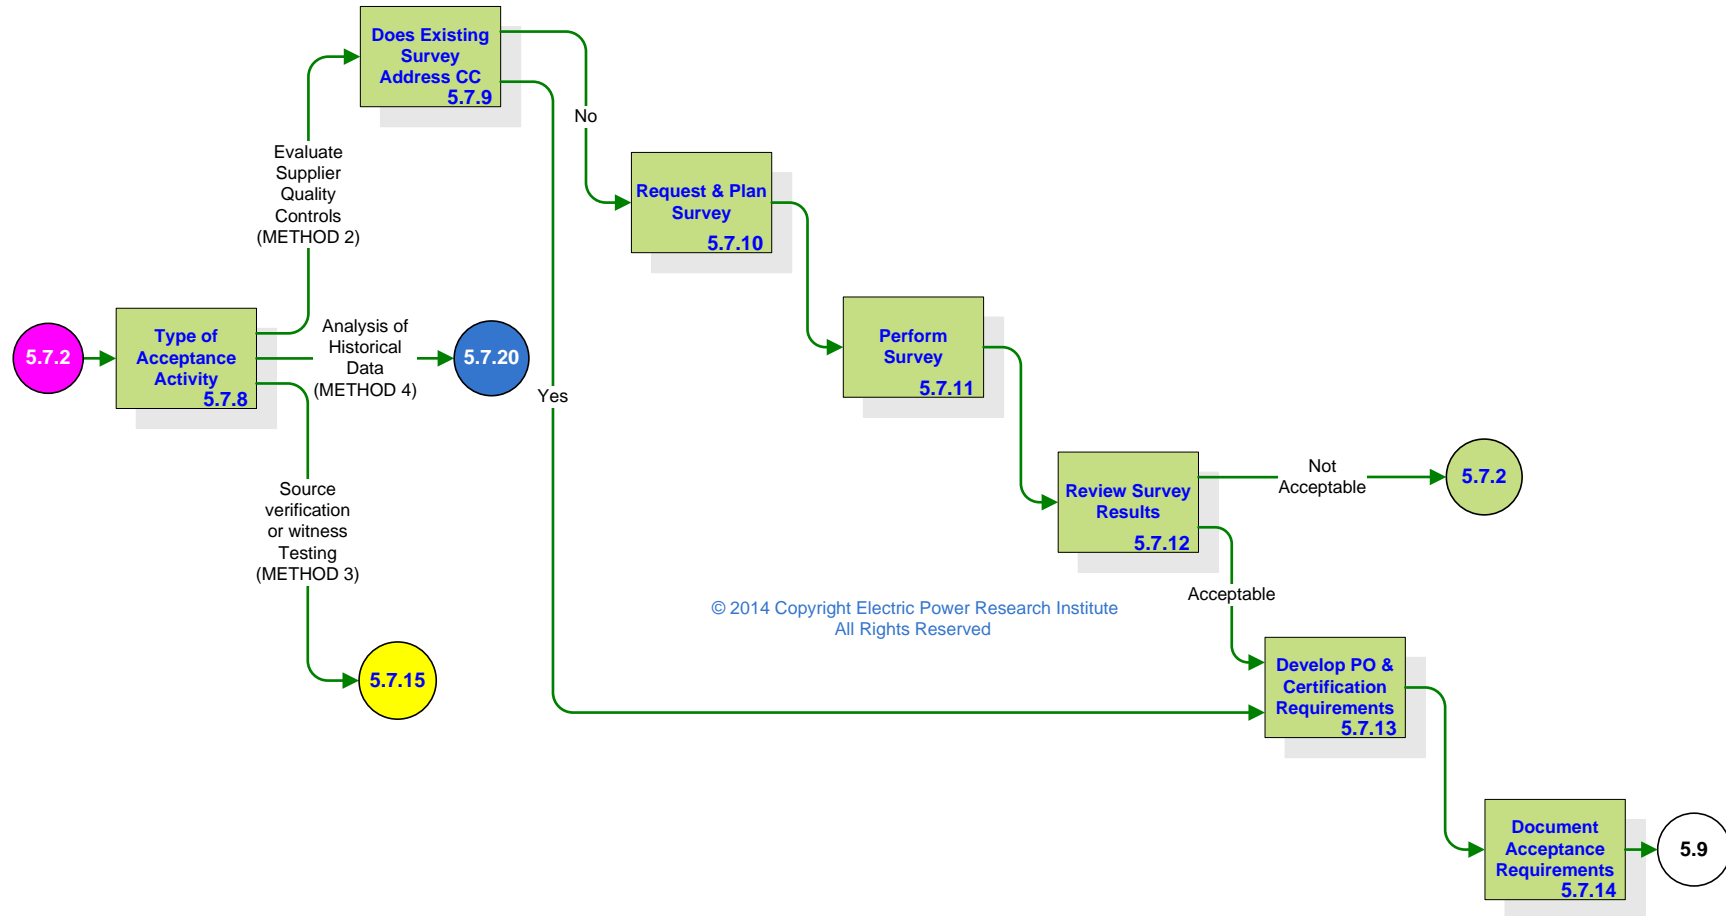 Does Existing
Survey
Address CC
5.7.9
No
Evaluate
Supplier
Quality
Controls
(METHOD 2)
Request & Plan
Survey
5.7.10
5.7.2
Type of
Acceptance
Activity
5.7.8
Analysis of
Historical
Data
(METHOD 4)
5.7.20
Perform
Survey
5.7.11
Yes
Source
verification
or witness
Testing
(METHOD 3)
5.7.15
Review Survey
Results
5.7.12
Not
Acceptable
5.7.2
Acceptable
© 2014 Copyright Electric Power Research Institute
All Rights Reserved
Develop PO &
Certification
Requirements
5.7.13
Document
Acceptance
Requirements
5.7.14
5.9